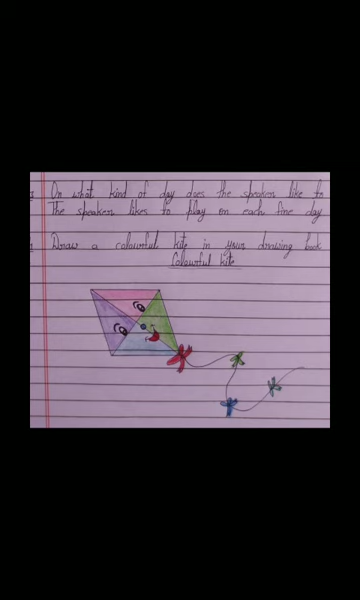 On what kind of day does the speaker like to
The speaker likes to play on each fine day
Draw a colourful kite in your drawing book
Colourful kite